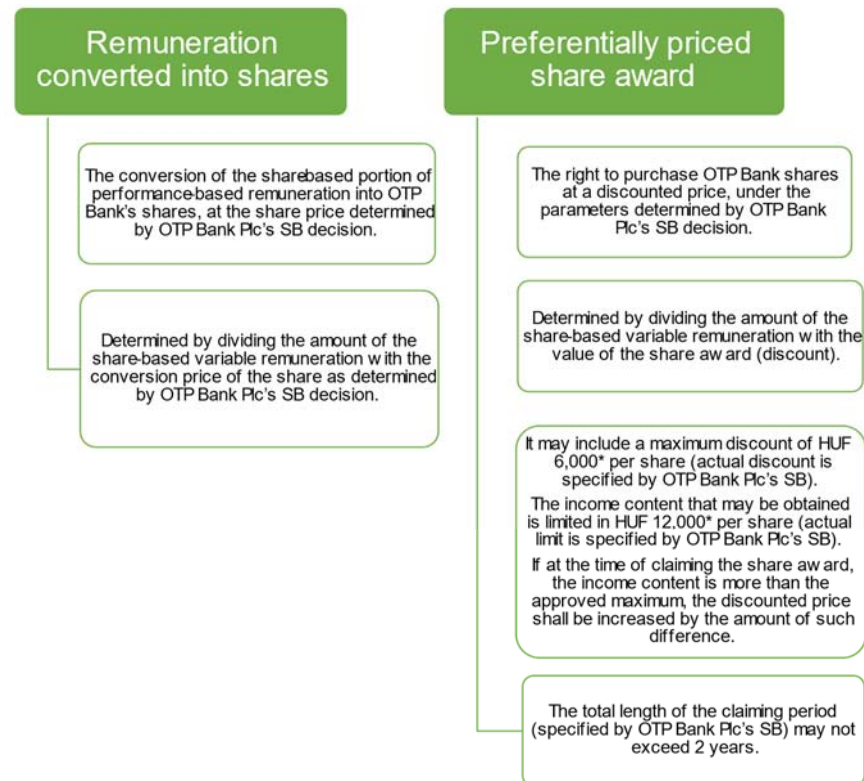 Remuneration
converted into shares
The conversion of the sharebased portion of
performance-based remuneration into OTP
Bank's shares, at the share price determined
by OTP Bank Plc's SB decision.
Determined by dividing the amount of the
share-based variable remuneration with the
conversion price of the share as determined
by OTP Bank Plc's SB decision.
Preferentially priced
share award
The right to purchase OTP Bank shares
at a discounted price, under the
parameters determined by OTP Bank
Plc's SB decision.
Determined by dividing the amount of the
share-based variable remuneration with the
value of the share award (discount).
It may include a maximum discount of HUF
6,000* per share (actual discount is
specified by OTP Bank Plc's SB).
The income content that may be obtained
is limited in HUF 12,000* per share (actual
limit is specified by OTP Bank Plc's SB).
If at the time of claiming the share award,
the income content is more than the
approved maximum, the discounted price
shall be increased by the amount of such
difference.
The total length of the claiming period
(specified by OTP Bank Plc's SB) may not
exceed 2 years.